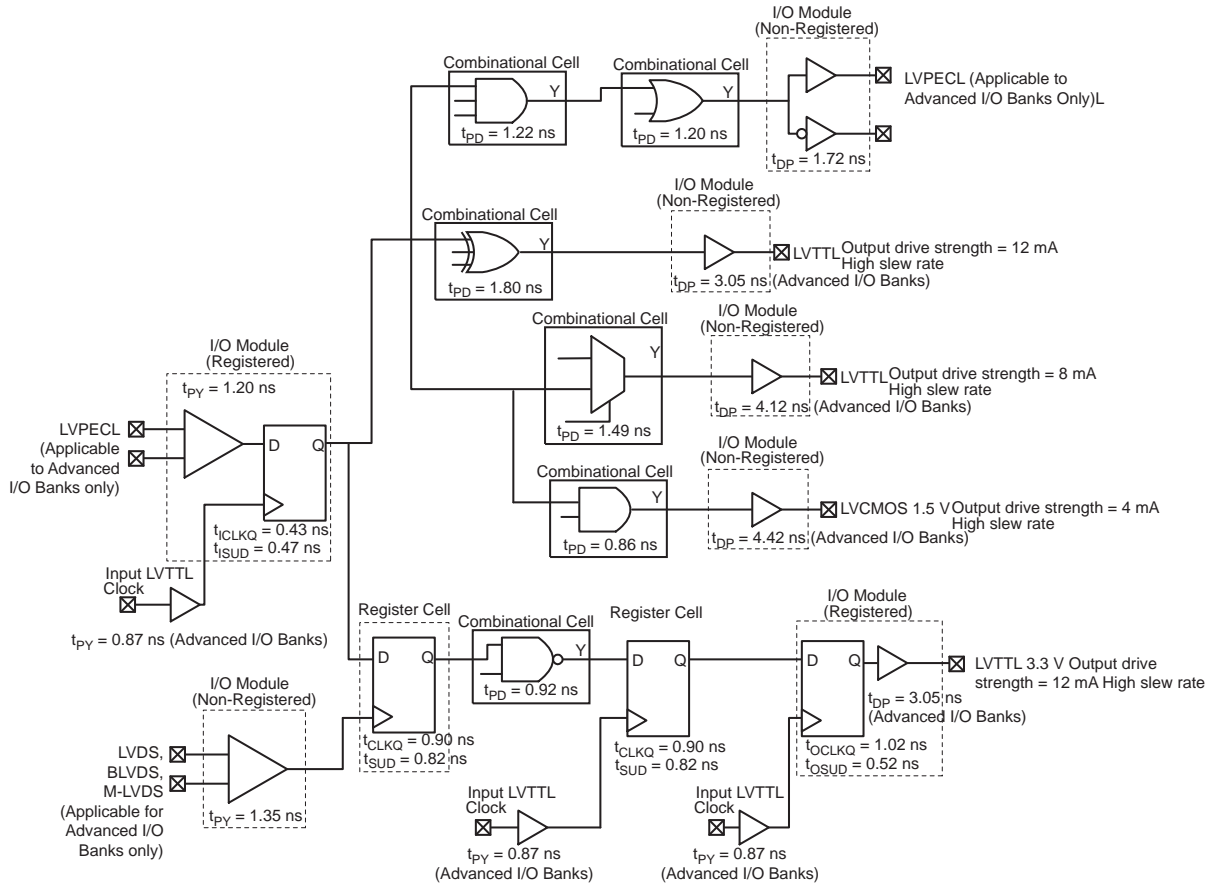 I/O Module
(Non-Registered)
Combinational Cell
Y
tPD = 1.22 ns
Combinational Cell
Y
tPD = 1.20 ns
LVPECL (Applicable to
Advanced I/O Banks Only)L
tDP = 1.72 ns
I/O Module
(Non-Registered)
Combinational Cell
Y
tPD = 1.80 ns
LVTTL Output drive strength = 12 mA
High slew rate
tDP = 3.05 ns (Advanced I/O Banks)
Combinational Cell
Y
tPD = 1.49 ns
I/O Module
(Non-Registered)
LVTTL Output drive strength = 8 mA
High slew rate
tDP = 4.12 ns (Advanced I/O Banks)
I/O Module
(Registered)
tPY = 1.20 ns
LVPECL
(Applicable
to Advanced
I/O Banks only)
D
Q
tICLKQ = 0.43 ns
tISUD = 0.47 ns
Input LVTTL
Clock
tPY = 0.87 ns (Advanced I/O Banks)
I/O Module
(Non-Registered)
Combinational Cell
Y
tPD = 0.86 ns
LVCMOS 1.5 V Output drive strength = 4 mA
High slew rate
tDP = 4.42 ns (Advanced I/O Banks)
I/O Module
(Non-Registered)
LVDS,
BLVDS,
M-LVDS
(Applicable for
Advanced I/O
Banks only)
tPY = 1.35 ns
Register Cell
D
Q
tCLKQ = 0.90 ns
tSUD = 0.82 ns
Combinational Cell
Y
tPD = 0.92 ns
Register Cell
D
Q
tCLKQ = 0.90 ns
tSUD = 0.82 ns
Input LVTTL
Clock
tPY = 0.87 ns
(Advanced I/O Banks)
I/O Module
(Registered)
D
Q
LVTTL 3.3 V Output drive
strength = 12 mA High slew rate
tDP = 3.05 ns
(Advanced I/O Banks)
tOCLKQ = 1.02 ns
tOSUD = 0.52 ns
Input LVTTL
Clock
tPY = 0.87 ns
(Advanced I/O Banks)